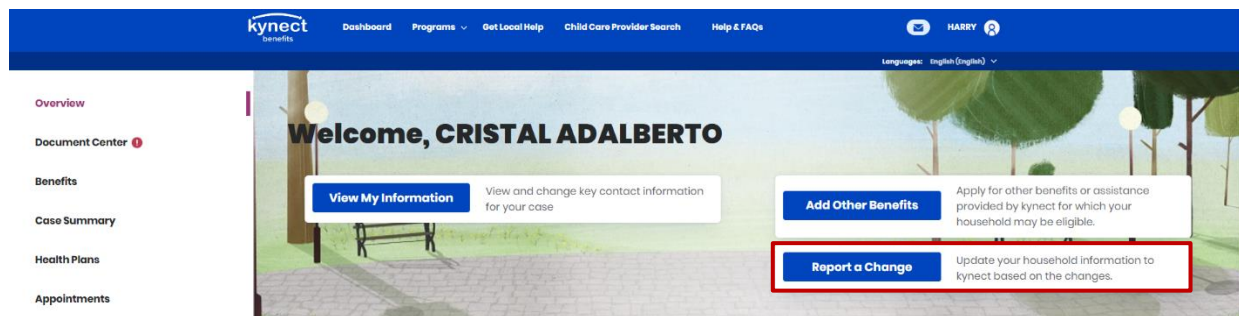 kynect
benefits
Dashboard Programs Get Local Help Child Care Provider Search Help & FAQs HARRY
Languages: English (English)
Overview
Document Center
Benefits
Case Summary
Health Plans
Appointments
Welcome, CRISTAL ADALBERTO
View My Information
View and change key contact information
for your case
Add Other Benefits
Apply for other benefits or assistance
provided by kynect for which your
household may be eligible.
Report a Change
Update your household information to
kynect based on the changes.